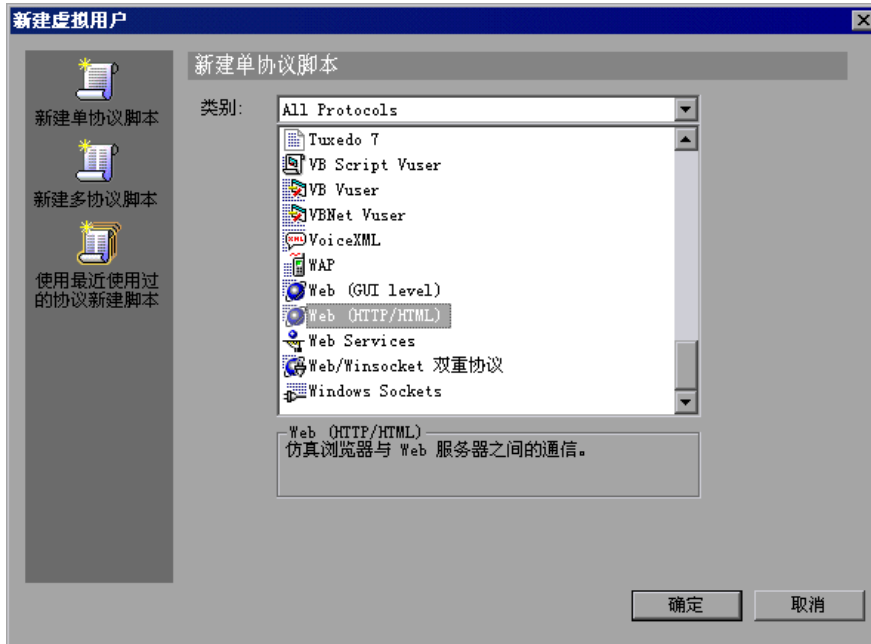 新建虚拟用户
新建单协议脚本
新建多协议脚本
使用最近使用过
的协议新建脚本
新建单协议脚本
类别:
All Protocols
Tuxedo 7
VB Script Vuser
VB Vuser
VBNet Vuser
VoiceXML
WAP
Web (GUI level)
Web (HTTP/HTML)
Web Services
Web/Winsocket 双重协议
Windows Sockets
Web (HTTP/HTML)
仿真浏览器与 Web 服务器之间的通信。
确定
取消